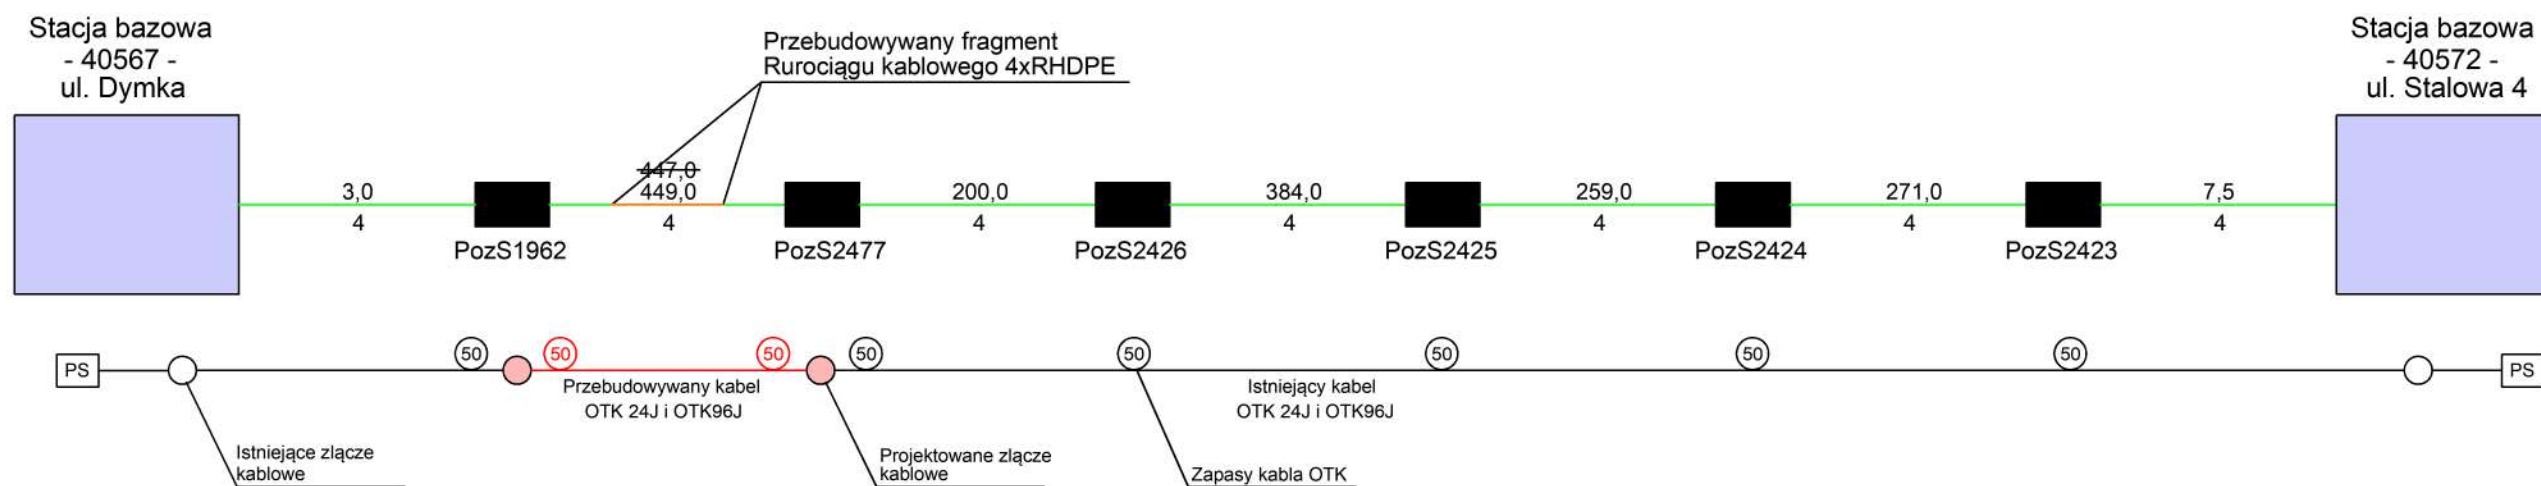 Stacja bazowa
- 40567 -
ul. Dymka
Przebudowywany fragment
Rurociągu kablowego 4xRHDPE
Stacja bazowa
- 40572 -
ul. Stalowa 4
447,0
3,0
449,0
200,0
384,0
259,0
271,0
7,5
4
4
4
4
4
4
4
PozS1962
PozS2477
PozS2426
PozS2425
PozS2424
PozS2423
50
50
50
50
50
50
50
50
PS
PS
Przebudowywany kabel
OTK 24J i OTK96J
Istniejący kabel
OTK 24J i OTK96J
Istniejące zlącze
kablowe
Projektowane zlącze
kablowe
Zapasy kabla OTK